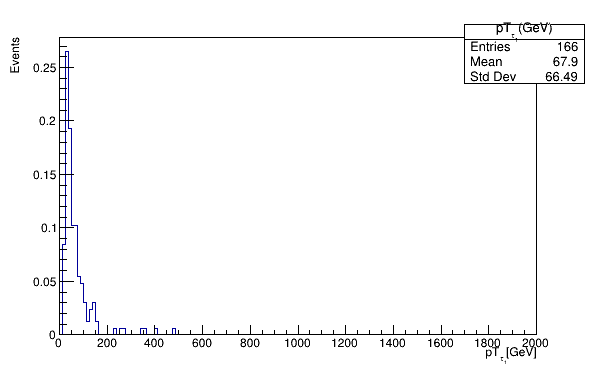 pT_τ₁(GeV)
Entries 166
Mean 67.9
Std Dev 66.49
Events
0.25
0.2
0.15
0.1
0.05
0
0 200 400 600 800 1000 1200 1400 1600 1800 2000
pT_τ₁[GeV]